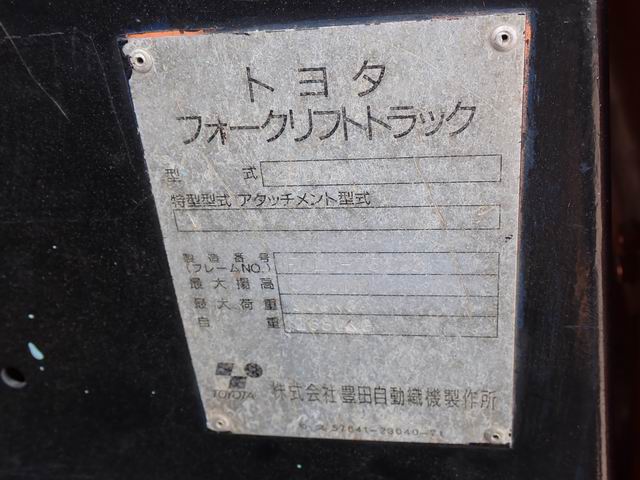 トヨタ
フォークリフトトラック
型式
特型型式 アタッチメント型式
製造番号
(フレームNO.)
最大揚高
最大荷重
自重
TOYOTA 株式会社豊田自動織機製作所
57641-23040-71